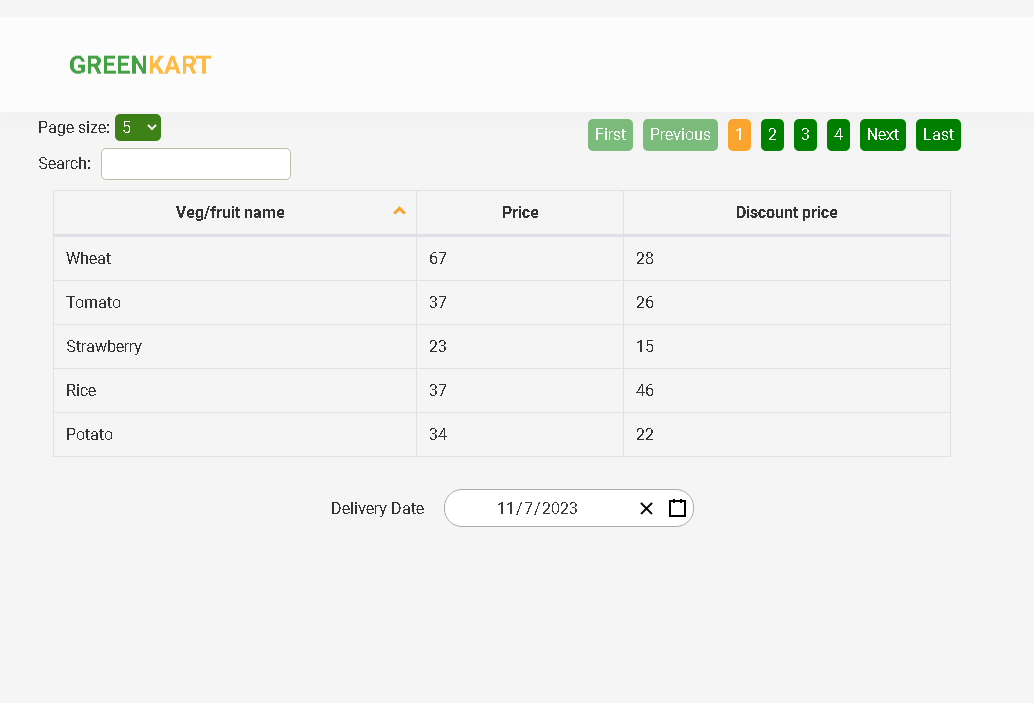 GREENKART
Page size: 5
First Previous 1 2 3 4 Next Last
Search:
Veg/fruit name Price Discount price
Wheat 67 28
Tomato 37 26
Strawberry 23 15
Rice 37 46
Potato 34 22
Delivery Date 11/7/2023